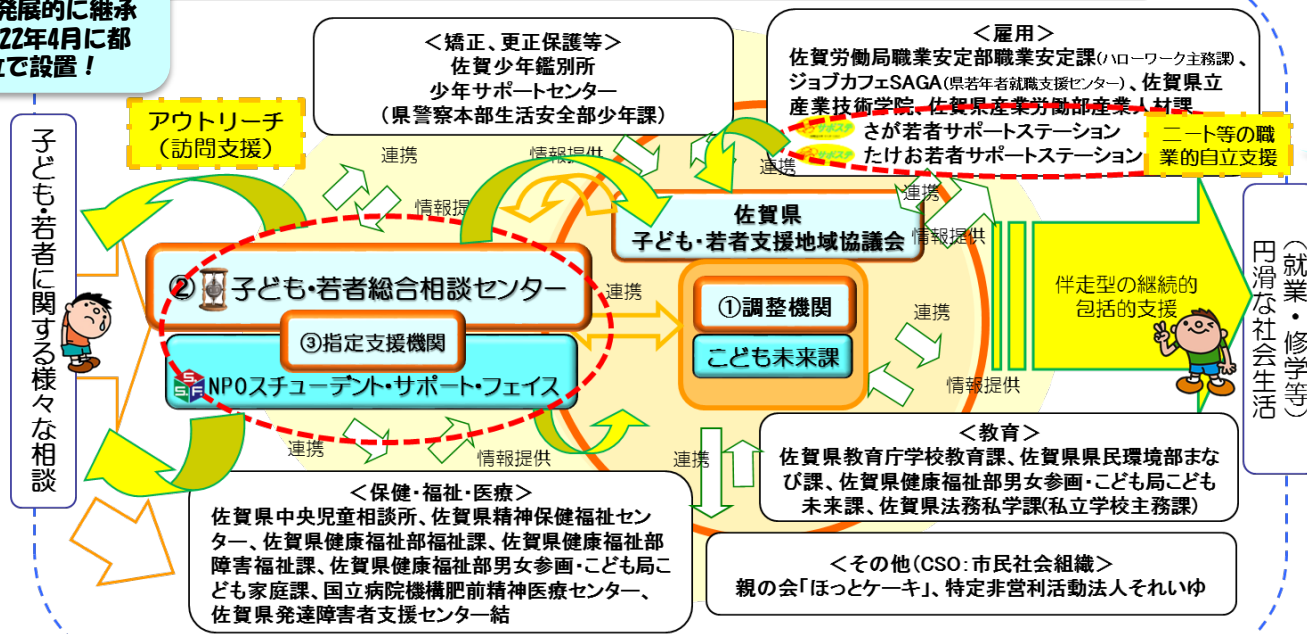 発展的に継承
22年4月に都
立で設置！
アウトリーチ
（訪問支援）
子ども・若者に関する様々な相談
＜矯正、更正保護等＞
佐賀少年鑑別所
少年サポートセンター
（県警察本部生活安全部少年課）
＜雇用＞
佐賀労働局職業安定部職業安定課(ハローワーク主務課)、
ジョブカフェSAGA(県若年者就職支援センター)、佐賀県立
産業技術学院、佐賀県産業労働部産業人材課
サポステ さが若者サポートステーション
サポステ たけお若者サポートステーション
ニート等の職
業的自立支援
連携
情報提供
連携
連携
情報提供
情報提供
佐賀県
子ども・若者支援地域協議会
②子ども・若者総合相談センター
③指定支援機関
SSF NPOスチューデント・サポート・フェイス
連携
①調整機関
こども未来課
連携
情報提供
伴走型の継続的
包括的支援
円滑な社会生活
（就業・修学等）
連携
情報提供
連携
＜教育＞
佐賀県教育庁学校教育課、佐賀県県民環境部まな
び課、佐賀県健康福祉部男女参画・こども局こども
未来課、佐賀県法務私学課(私立学校主務課)
＜保健・福祉・医療＞
佐賀県中央児童相談所、佐賀県精神保健福祉セン
ター、佐賀県健康福祉部福祉課、佐賀県健康福祉部
障害福祉課、佐賀県健康福祉部男女参画・こども局こ
ども家庭課、国立病院機構肥前精神医療センター、
佐賀県発達障害者支援センター結
＜その他（CSO：市民社会組織＞
親の会「ほっとケーキ」、特定非営利活動法人それいゆ